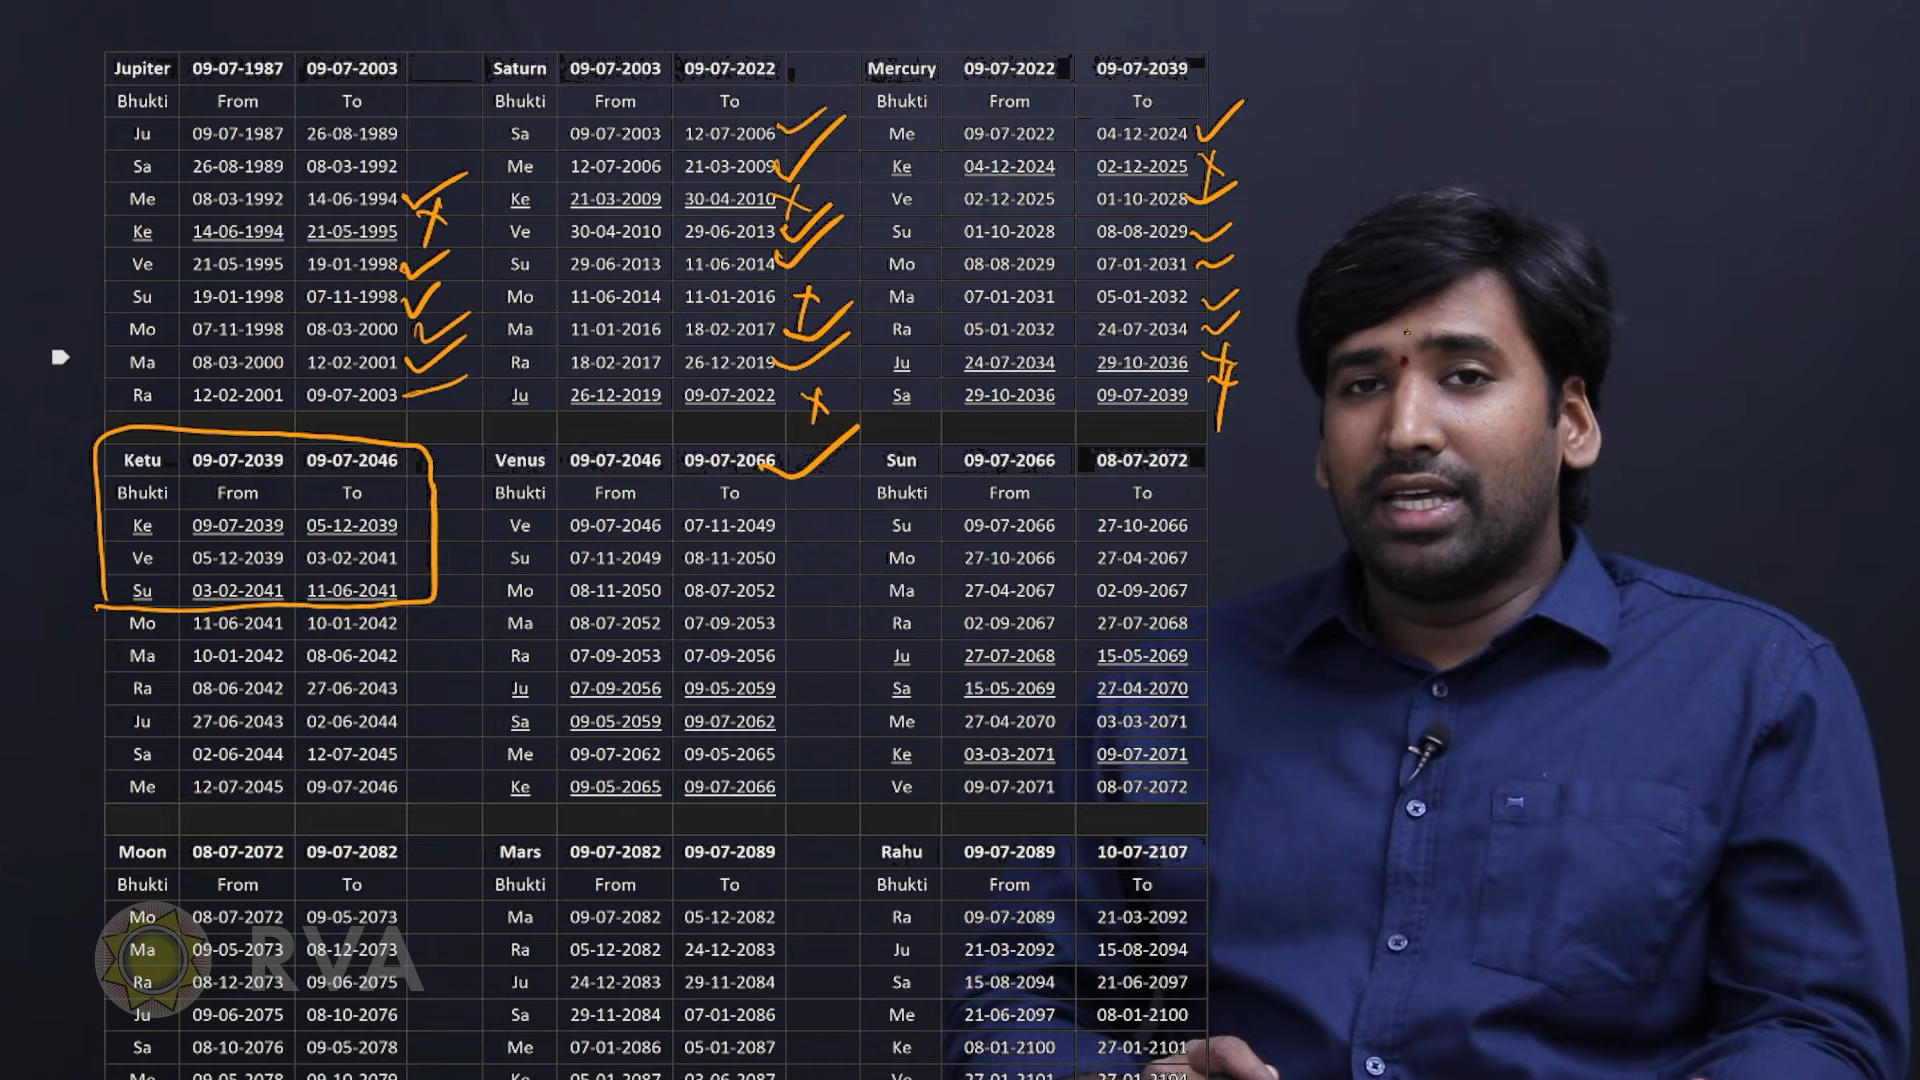 Jupiter 09-07-1987 09-07-2003 Saturn 09-07-2003 09-07-2022 Mercury 09-07-2022 09-07-2039
Bhukti From To Bhukti From To Bhukti From To
Ju 09-07-1987 26-08-1989 Sa 09-07-2003 12-07-2006 Me 09-07-2022 04-12-2024
Sa 26-08-1989 08-03-1992 Me 12-07-2006 21-03-2009 Ke 04-12-2024 02-12-2025
Me 08-03-1992 14-06-1994 Ke 21-03-2009 30-04-2010 Ve 02-12-2025 01-10-2028
Ke 14-06-1994 21-05-1995 Ve 30-04-2010 29-06-2013 Su 01-10-2028 08-08-2029
Ve 21-05-1995 19-01-1998 Su 29-06-2013 11-06-2014 Mo 08-08-2029 07-01-2031
Su 19-01-1998 07-11-1998 Mo 11-06-2014 11-01-2016 Ma 07-01-2031 05-01-2032
Mo 07-11-1998 08-03-2000 Ma 11-01-2016 18-02-2017 Ra 05-01-2032 24-07-2034
Ma 08-03-2000 12-02-2001 Ra 18-02-2017 26-12-2019 Ju 24-07-2034 29-10-2036
Ra 12-02-2001 09-07-2003 Ju 26-12-2019 09-07-2022 Sa 29-10-2036 09-07-2039
Ketu 09-07-2039 09-07-2046 Venus 09-07-2046 09-07-2066 Sun 09-07-2066 08-07-2072
Bhukti From To Bhukti From To Bhukti From To
Ke 09-07-2039 05-12-2039 Ve 09-07-2046 07-11-2049 Su 09-07-2066 27-10-2066
Ve 05-12-2039 03-02-2041 Su 07-11-2049 08-11-2050 Mo 27-10-2066 27-04-2067
Su 03-02-2041 11-06-2041 Mo 08-11-2050 08-07-2052 Ma 27-04-2067 02-09-2067
Mo 11-06-2041 10-01-2042 Ma 08-07-2052 07-09-2053 Ra 02-09-2067 27-07-2068
Ma 10-01-2042 08-06-2042 Ra 07-09-2053 07-09-2056 Ju 27-07-2068 15-05-2069
Ra 08-06-2042 27-06-2043 Ju 07-09-2056 09-05-2059 Sa 15-05-2069 27-04-2070
Ju 27-06-2043 02-06-2044 Sa 09-05-2059 09-07-2062 Me 27-04-2070 03-03-2071
Sa 02-06-2044 12-07-2045 Me 09-07-2062 09-05-2065 Ke 03-03-2071 09-07-2071
Me 12-07-2045 09-07-2046 Ke 09-05-2065 09-07-2066 Ve 09-07-2071 08-07-2072
Moon 08-07-2072 09-07-2082 Mars 09-07-2082 09-07-2089 Rahu 09-07-2089 10-07-2107
Bhukti From To Bhukti From To Bhukti From To
Mo 08-07-2072 09-05-2073 Ma 09-07-2082 05-12-2082 Ra 09-07-2089 21-03-2092
Ma 09-05-2073 08-12-2073 Ra 05-12-2082 24-12-2083 Ju 21-03-2092 15-08-2094
Ra 08-12-2073 09-06-2075 Ju 24-12-2083 29-11-2084 Sa 15-08-2094 21-06-2097
Ju 09-06-2075 08-10-2076 Sa 29-11-2084 07-01-2086 Me 21-06-2097 08-01-2100
Sa 08-10-2076 09-05-2078 Me 07-01-2086 05-01-2087 Ke 08-01-2100 27-01-2101
RVA